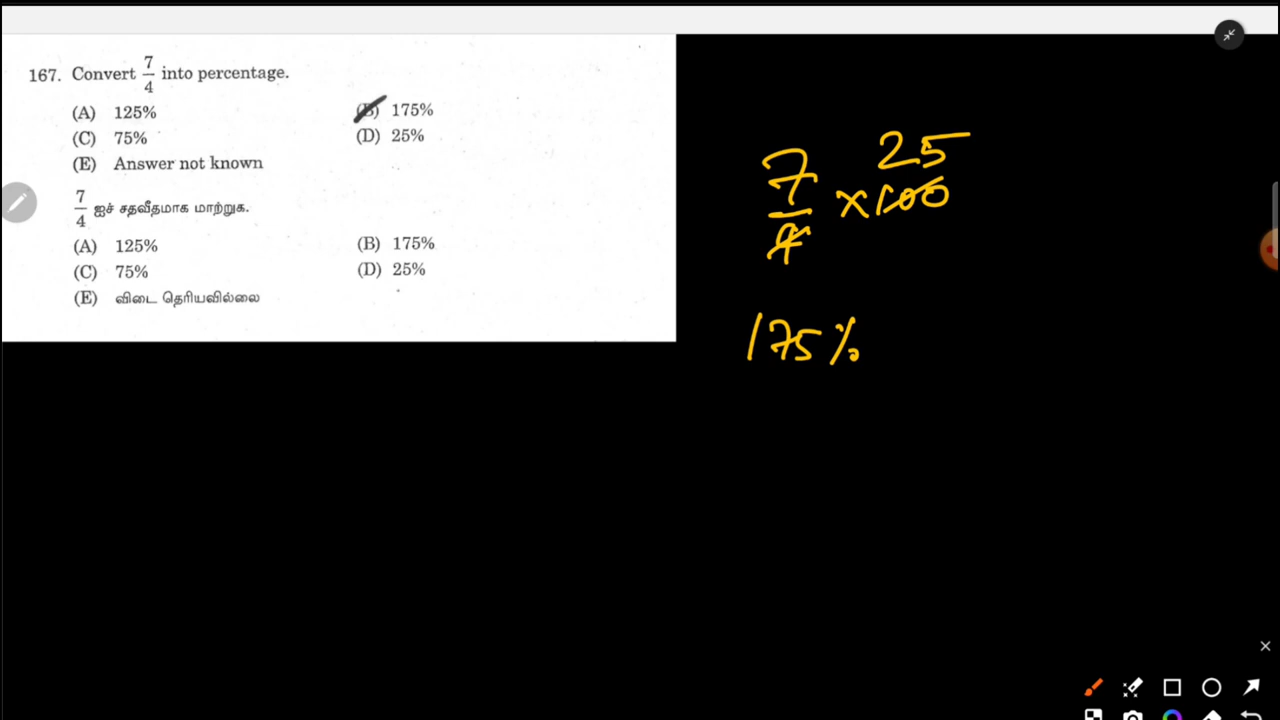 167. Convert 7/4 into percentage.
(A) 125% (B) 175%
(C) 75% (D) 25%
(E) Answer not known
7/4 ஐச் சதவீதமாக மாற்றுக.
(A) 125% (B) 175%
(C) 75% (D) 25%
(E) விடை தெரியவில்லை
25
7/4 ×100
175%